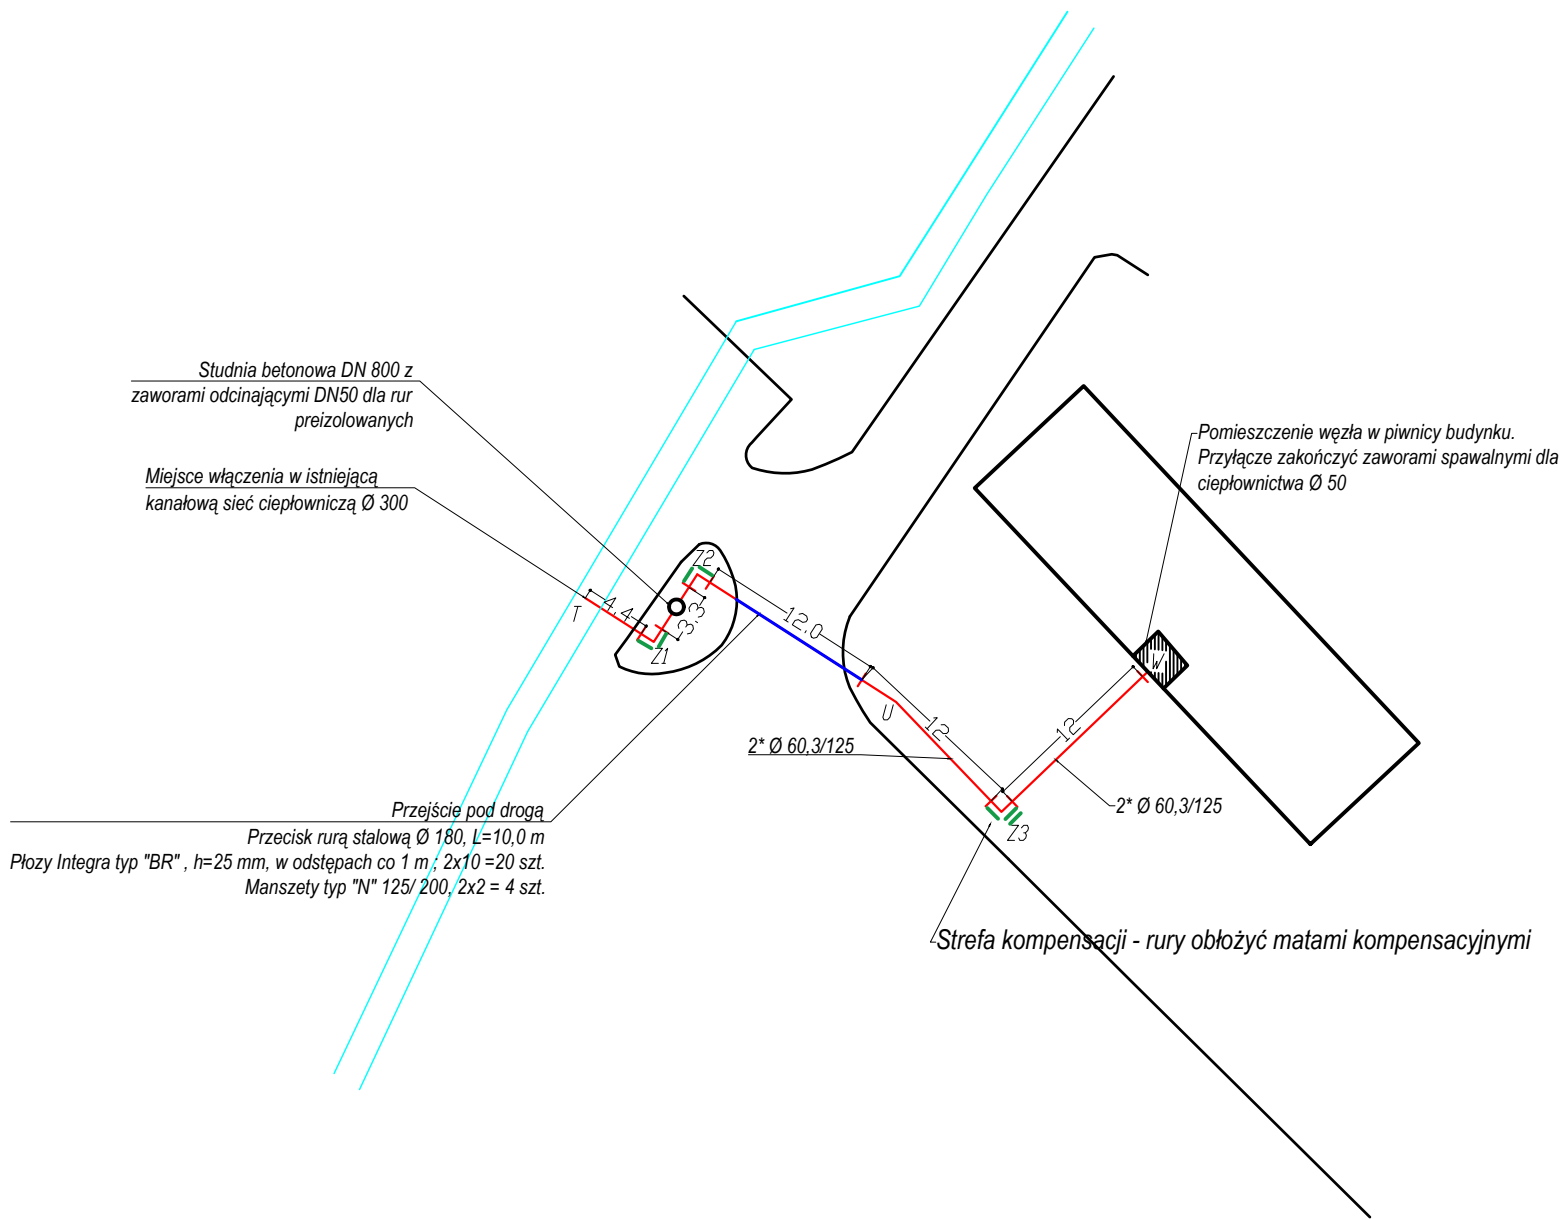 Studnia betonowa DN 800 z
zaworami odcinającymi DN50 dla rur
preizolowanych
Miejsce włączenia w istniejącą
kanałową sieć ciepłowniczą Ø 300
Pomieszczenie węzła w piwnicy budynku.
Przyłącze zakończyć zaworami spawalnymi dla
ciepłownictwa Ø 50
Z2
4,4
T
3,3
Z1
12,0
W
U
12
12
2* Ø 60,3/125
2* Ø 60,3/125
Z3
Przejście pod drogą
Przecisk rurą stalową Ø 180, L=10,0 m
Płozy Integra typ "BR" , h=25 mm, w odstępach co 1 m ; 2x10 =20 szt.
Manszety typ "N" 125/ 200, 2x2 = 4 szt.
Strefa kompensacji - rury obłożyć matami kompensacyjnymi